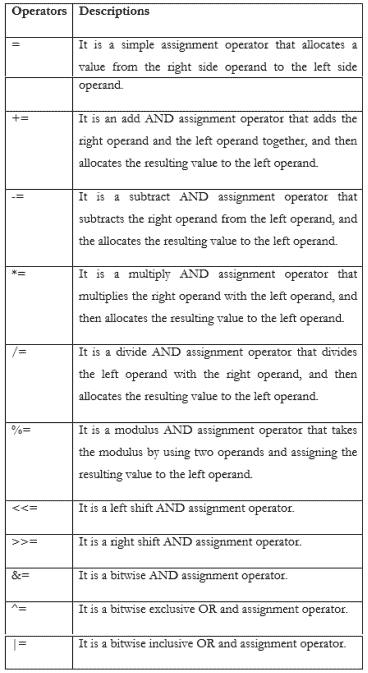 Operators Descriptions
= It is a simple assignment operator that allocates a
value from the right side operand to the left side
operand.
+= It is an add AND assignment operator that adds the
right operand and the left operand together, and then
allocates the resulting value to the left operand.
-= It is a subtract AND assignment operator that
subtracts the right operand from the left operand, and
the allocates the resulting value to the left operand.
*= It is a multiply AND assignment operator that
multiplies the right operand with the left operand, and
then allocates the resulting value to the left operand.
/= It is a divide AND assignment operator that divides
the left operand with the right operand, and then
allocates the resulting value to the left operand.
%= It is a modulus AND assignment operator that takes
the modulus by using two operands and assigning the
resulting value to the left operand.
<<= It is a left shift AND assignment operator.
>>= It is a right shift AND assignment operator.
&= It is a bitwise AND assignment operator.
^= It is a bitwise exclusive OR and assignment operator.
|= It is a bitwise inclusive OR and assignment operator.